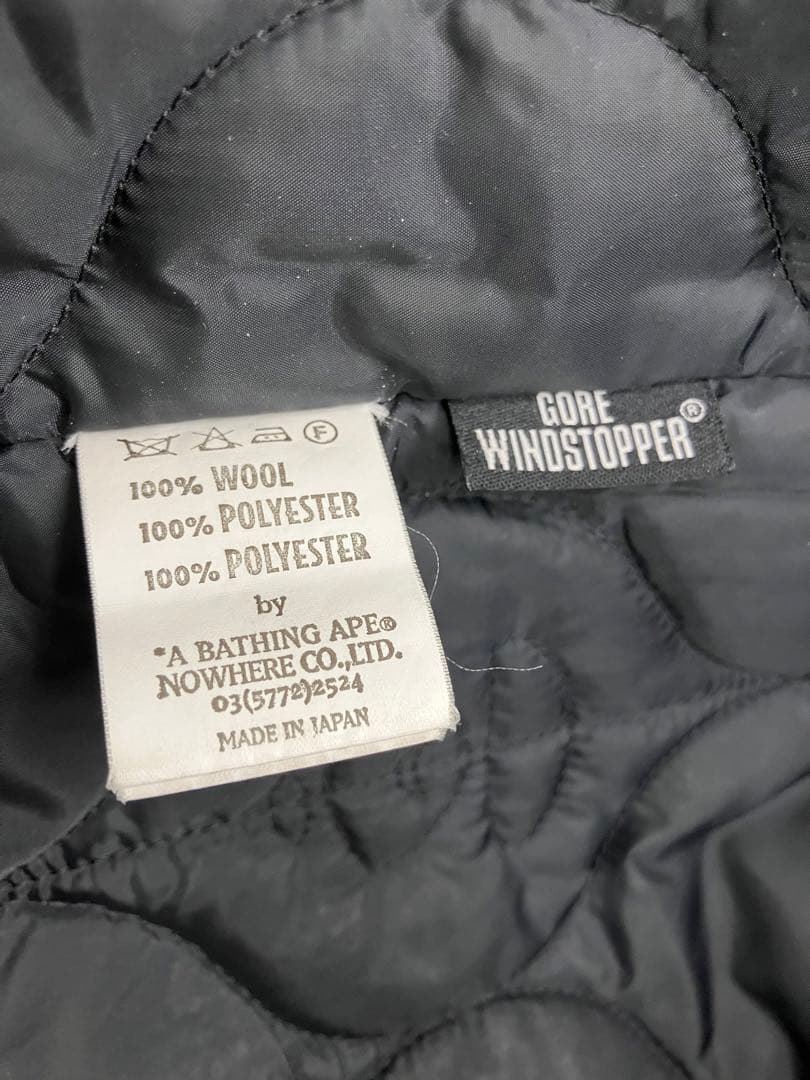 F
100% WOOL
100% POLYESTER
100% POLYESTER
by
*A BATHING APE®
NOWHERE CO.,LTD.
03(5772)2524
MADE IN JAPAN
GORE
WINDSTOPPER®